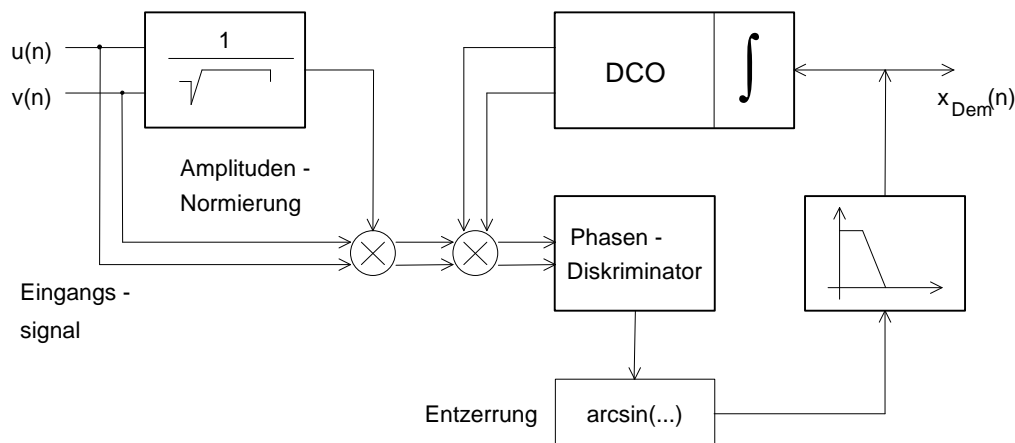 u(n)
v(n)
1
√
DCO
∫
x_Dem(n)
Amplituden -
Normierung
Phasen -
Diskriminator
Eingangs -
signal
Entzerrung
arcsin(...)